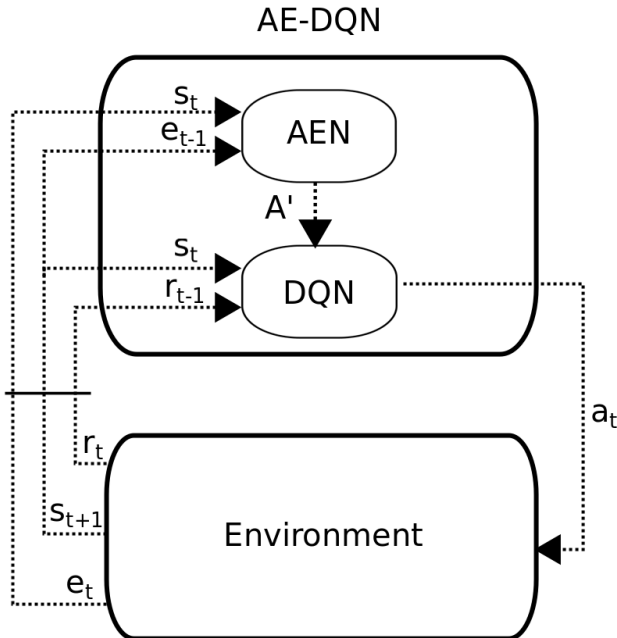 AE-DQN
sₜ
AEN
eₜ₋₁
A'
sₜ
DQN
rₜ₋₁
aₜ
rₜ
sₜ₊₁
Environment
eₜ